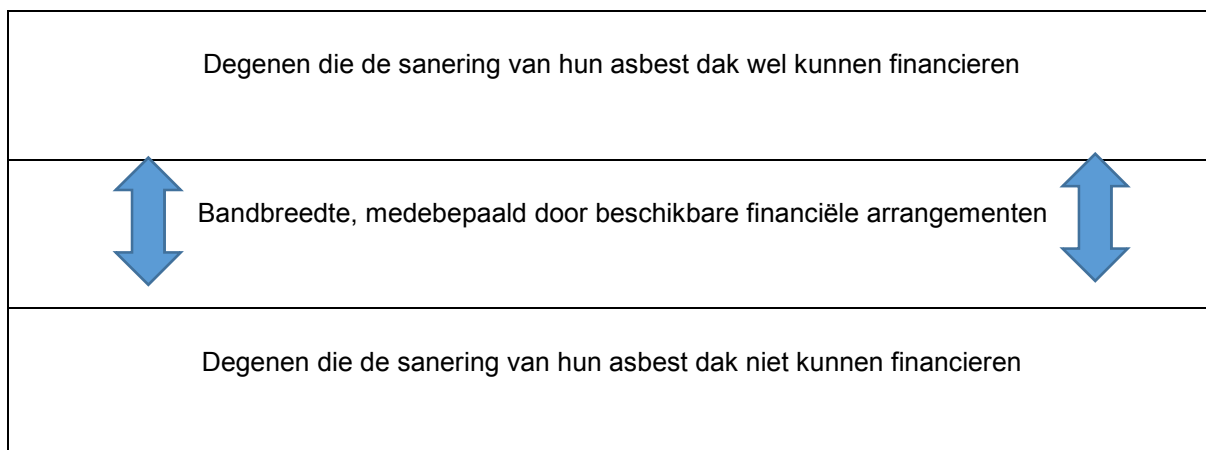 Degenen die de sanering van hun asbest dak wel kunnen financieren
Bandbreedte, medebepaald door beschikbare financiële arrangementen
Degenen die de sanering van hun asbest dak niet kunnen financieren